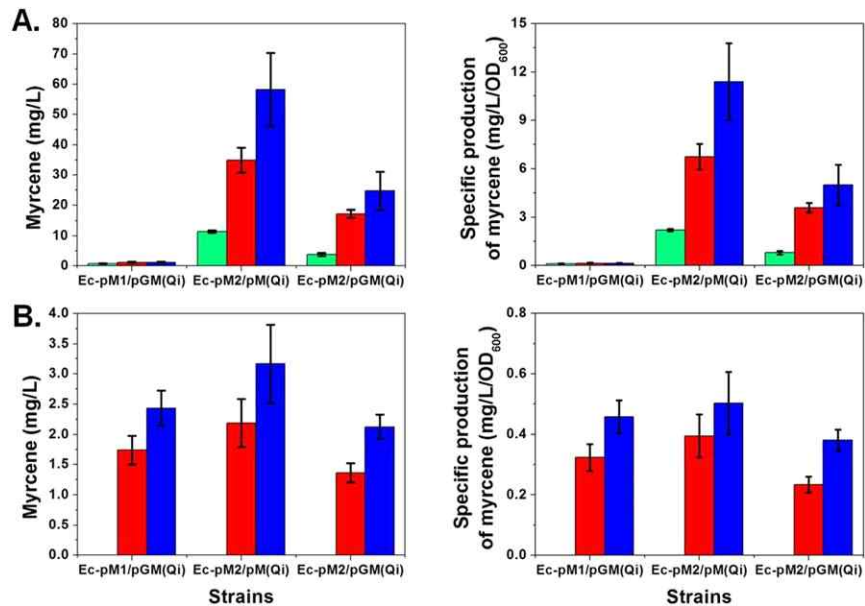 A.
Myrcene (mg/L)
80
70
60
50
40
30
20
10
0
Ec-pM1/pGM(Qi) Ec-pM2/pM(Qi) Ec-pM2/pGM(Qi)
Specific production
of myrcene (mg/L/OD600)
15
12
9
6
3
0
Ec-pM1/pGM(Qi) Ec-pM2/pM(Qi) Ec-pM2/pGM(Qi)
B.
Myrcene (mg/L)
4.0
3.5
3.0
2.5
2.0
1.5
1.0
0.5
0.0
Ec-pM1/pGM(Qi) Ec-pM2/pM(Qi) Ec-pM2/pGM(Qi)
Strains
Specific production
of myrcene (mg/L/OD600)
0.8
0.6
0.4
0.2
0.0
Ec-pM1/pGM(Qi) Ec-pM2/pM(Qi) Ec-pM2/pGM(Qi)
Strains